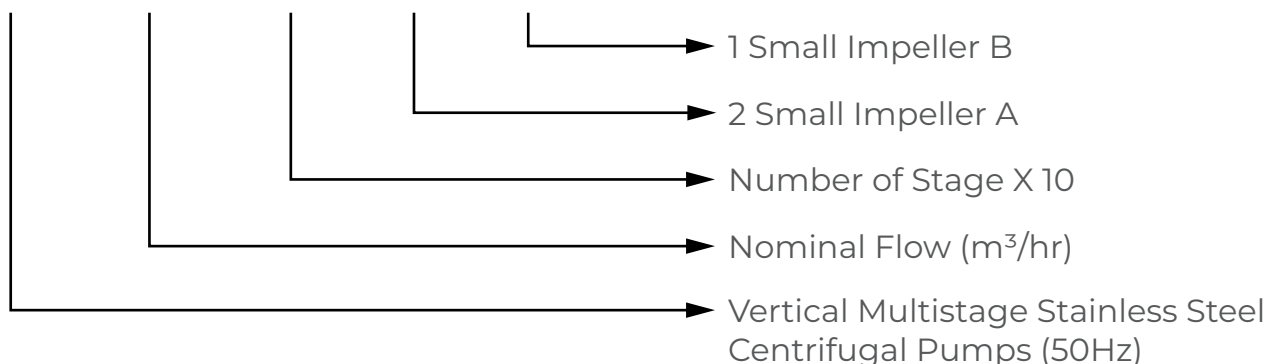 1 Small Impeller B
2 Small Impeller A
Number of Stage X 10
Nominal Flow (m³/hr)
Vertical Multistage Stainless Steel
Centrifugal Pumps (50Hz)